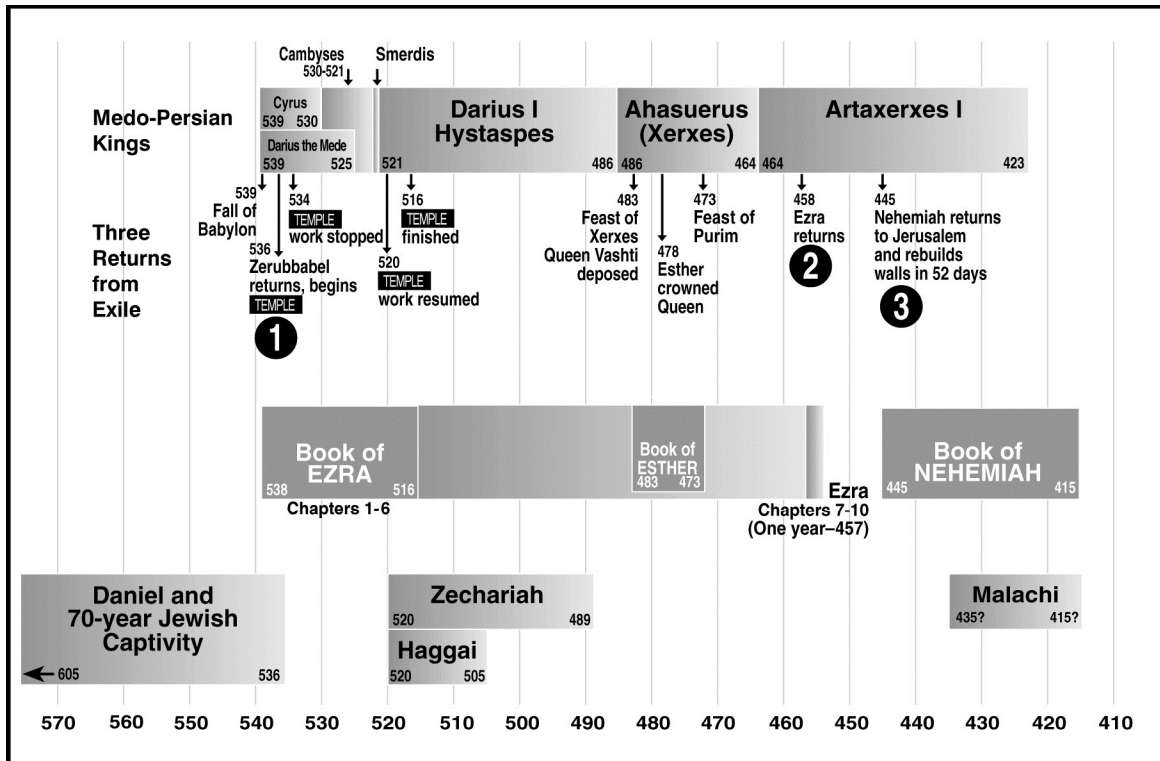 Cambyses
530-521
Smerdis
Medo-Persian
Kings
Cyrus
539 530
Darius the Mede
539 525
Darius I
Hystaspes
521 486
Ahasuerus
(Xerxes)
486 464
Artaxerxes I
464 423
Three
Returns
from
Exile
539
Fall of
Babylon
536
Zerubbabel
returns, begins
TEMPLE
1
534
TEMPLE
work stopped
520
TEMPLE
work resumed
516
TEMPLE
finished
483
Feast of
Xerxes
Queen Vashti
deposed
478
Esther
crowned
Queen
473
Feast of
Purim
458
Ezra
returns
2
445
Nehemiah returns
to Jerusalem
and rebuilds
walls in 52 days
3
Book of
EZRA
538 516
Chapters 1-6
Book of
ESTHER
483 473
Ezra
Chapters 7-10
(One year–457)
Book of
NEHEMIAH
445 415
Daniel and
70-year Jewish
Captivity
605 536
Zechariah
520 489
Haggai
520 505
Malachi
435? 415?
570 560 550 540 530 520 510 500 490 480 470 460 450 440 430 420 410